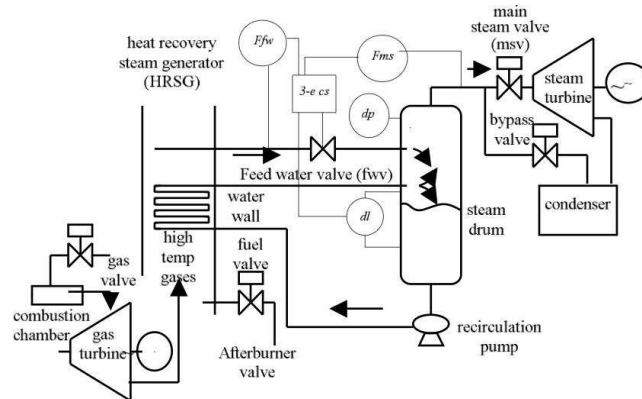 heat recovery
steam generator
(HRSG)
Ffw
Fms
3-e cs
dp
main
steam valve
(msv)
steam
turbine
bypass
valve
Feed water valve (fwv)
water
wall
dl
steam
drum
condenser
high
temp
gases
fuel
valve
gas
valve
combustion
chamber
gas
turbine
Afterburner
valve
recirculation
pump